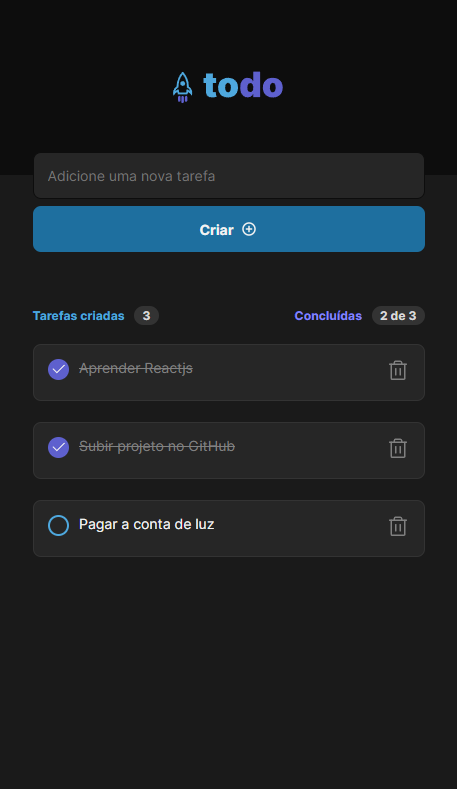 todo
Adicione uma nova tarefa
Criar
Tarefas criadas 3 Concluídas 2 de 3
Aprender Reactjs
Subir projeto no GitHub
Pagar a conta de luz